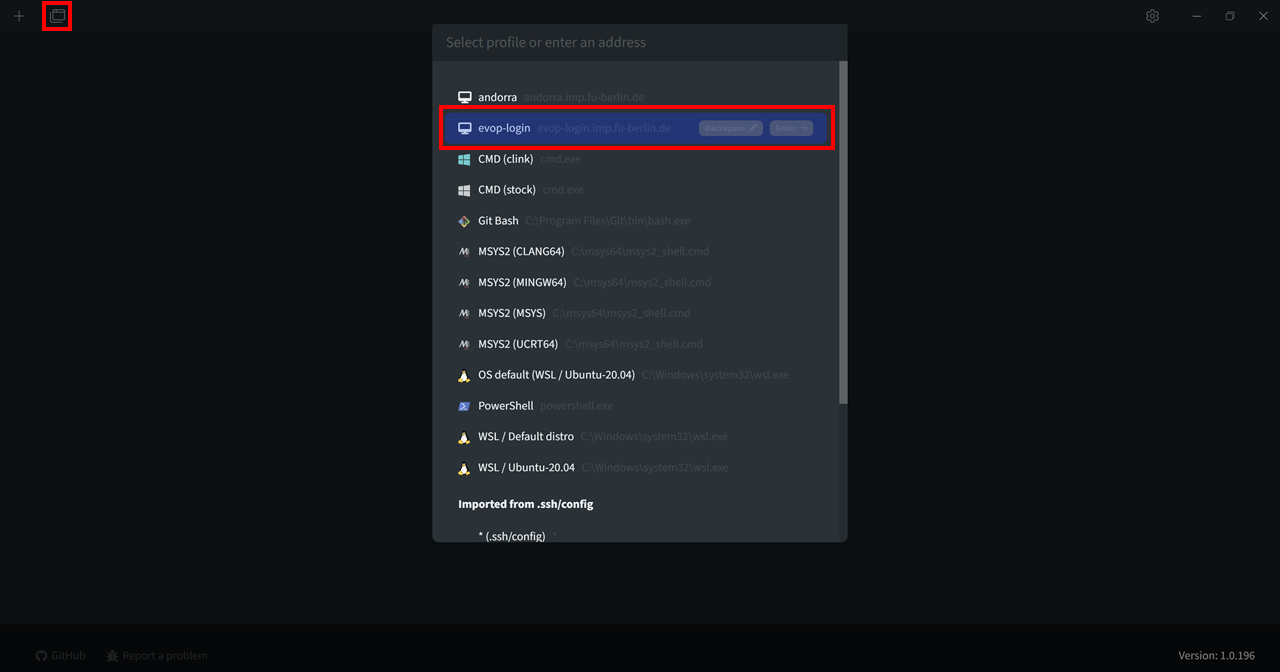 Select profile or enter an address
andorra andorra.imp.fu-berlin.de
evop-login evop-login.imp.fu-berlin.de Backspace Enter
CMD (clink) cmd.exe
CMD (stock) cmd.exe
Git Bash C:\Program Files\Git\bin\bash.exe
MSYS2 (CLANG64) C:\msys64\msys2_shell.cmd
MSYS2 (MINGW64) C:\msys64\msys2_shell.cmd
MSYS2 (MSYS) C:\msys64\msys2_shell.cmd
MSYS2 (UCRT64) C:\msys64\msys2_shell.cmd
OS default (WSL / Ubuntu-20.04) C:\Windows\system32\wsl.exe
PowerShell powershell.exe
WSL / Default distro C:\Windows\system32\wsl.exe
WSL / Ubuntu-20.04 C:\Windows\system32\wsl.exe
Imported from .ssh/config
* (.ssh/config) *
GitHub Report a problem Version: 1.0.196